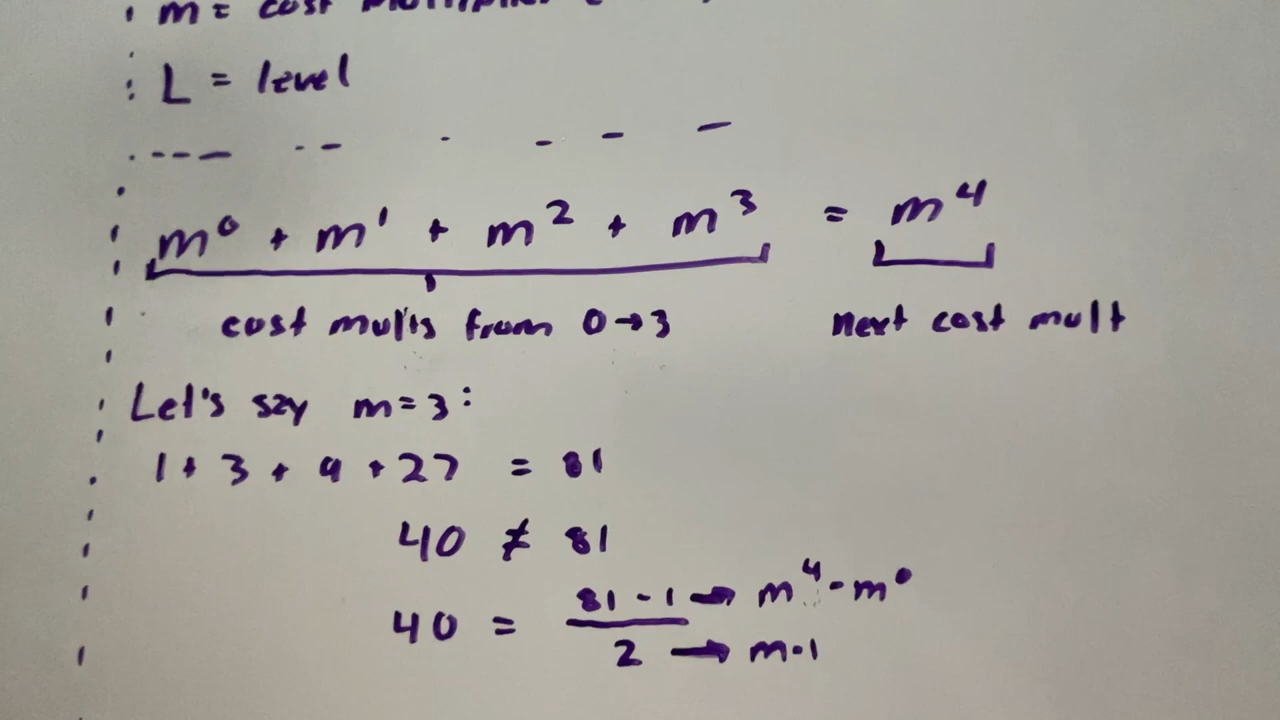 m = cost
L = level
m⁰ + m¹ + m² + m³ = m⁴
cost mults from 0→3 next cost mult
Let's say m=3:
1 + 3 + 9 + 27 = 81
40 ≠ 81
40 = 81 - 1 → m⁴ - m⁰
2 → m-1